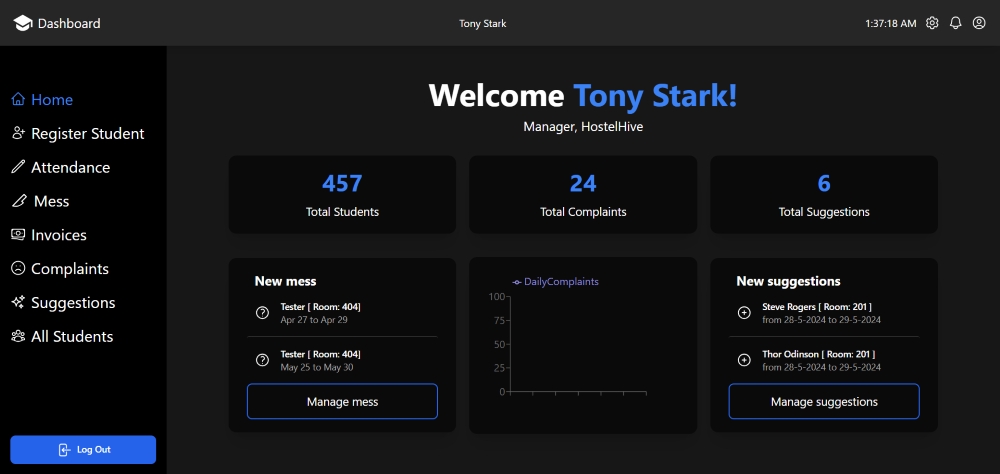 Dashboard
Tony Stark
1:37:18 AM
Home
Register Student
Attendance
Mess
Invoices
Complaints
Suggestions
All Students
Log Out
Welcome Tony Stark!
Manager, HostelHive
457
Total Students
24
Total Complaints
6
Total Suggestions
New mess
Tester [ Room: 404]
Apr 27 to Apr 29
Tester [ Room: 404]
May 25 to May 30
Manage mess
DailyComplaints
100
75
50
25
0
New suggestions
Steve Rogers [ Room: 201 ]
from 28-5-2024 to 29-5-2024
Thor Odinson [ Room: 201 ]
from 28-5-2024 to 29-5-2024
Manage suggestions